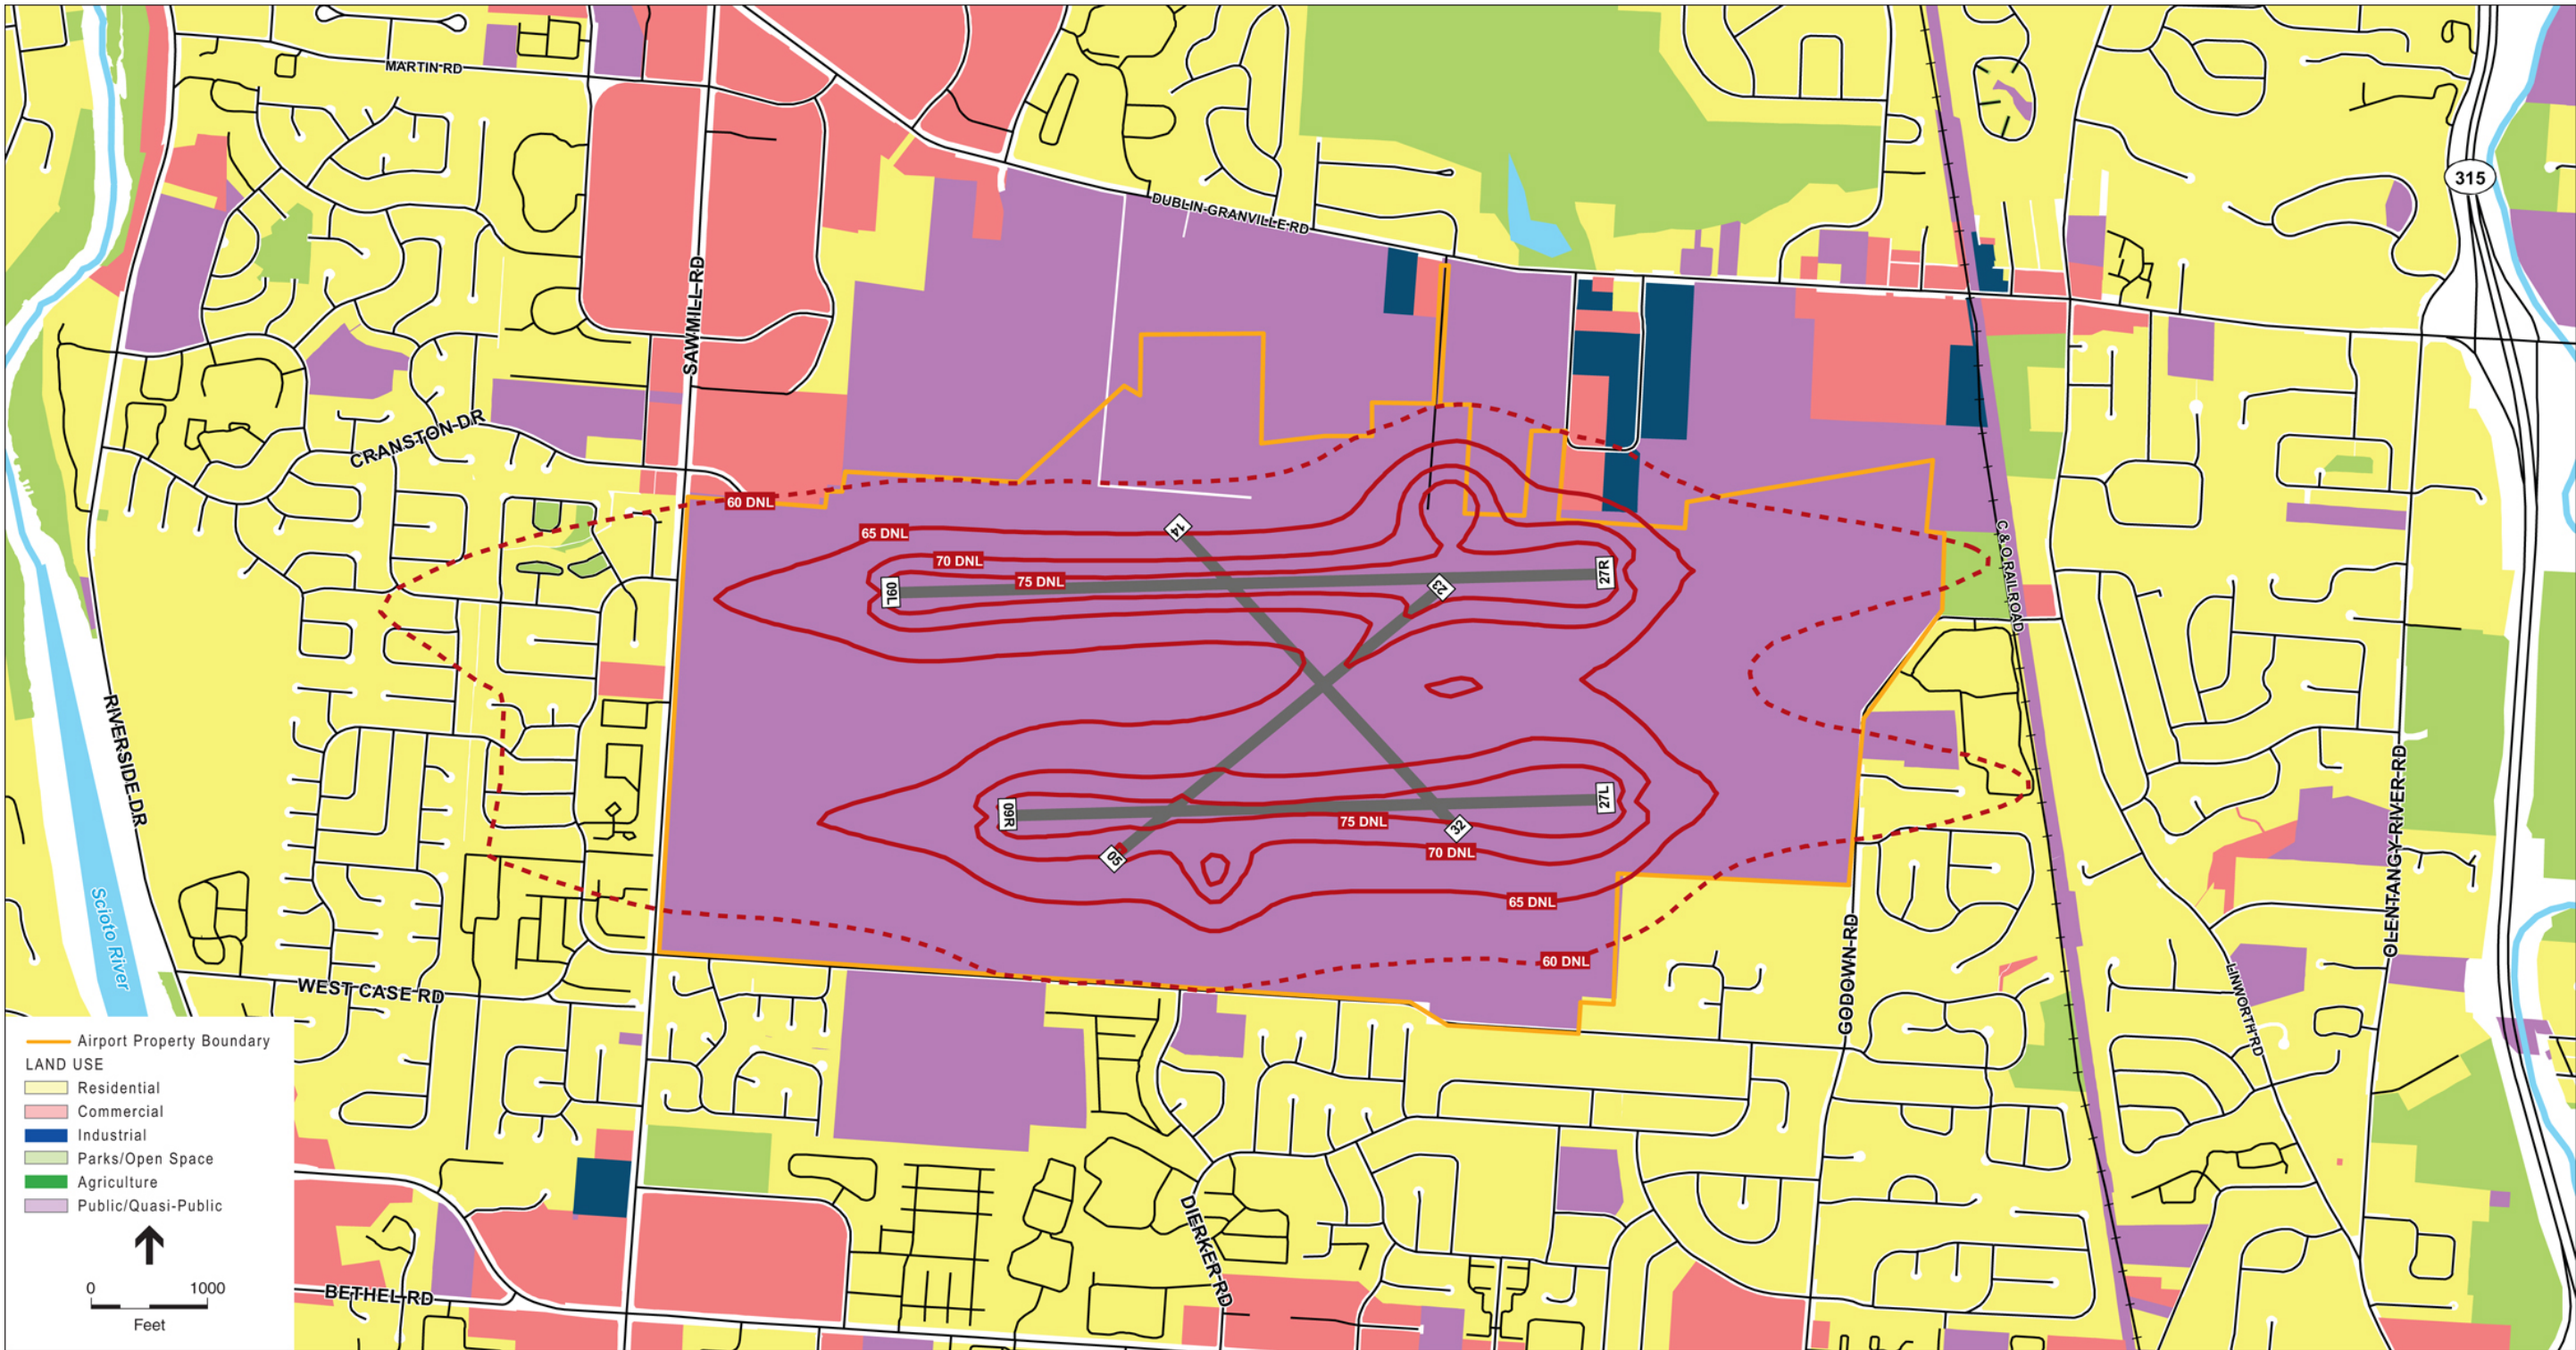 MARTIN RD
315
DUBLIN GRANVILLE RD
SAWMILL RD
CRANSTON DR
60 DNL
65 DNL
14
70 DNL
75 DNL
09L
23
27R
C & O RAILROAD
RIVERSIDE DR
09R
27L
75 DNL
32
05
70 DNL
65 DNL
OLENTANGY RIVER RD
Scioto River
60 DNL
GODOWN RD
WEST CASE RD
LINWORTH RD
DIERKER RD
BETHEL RD
Airport Property Boundary
LAND USE
Residential
Commercial
Industrial
Parks/Open Space
Agriculture
Public/Quasi-Public
0 1000
Feet